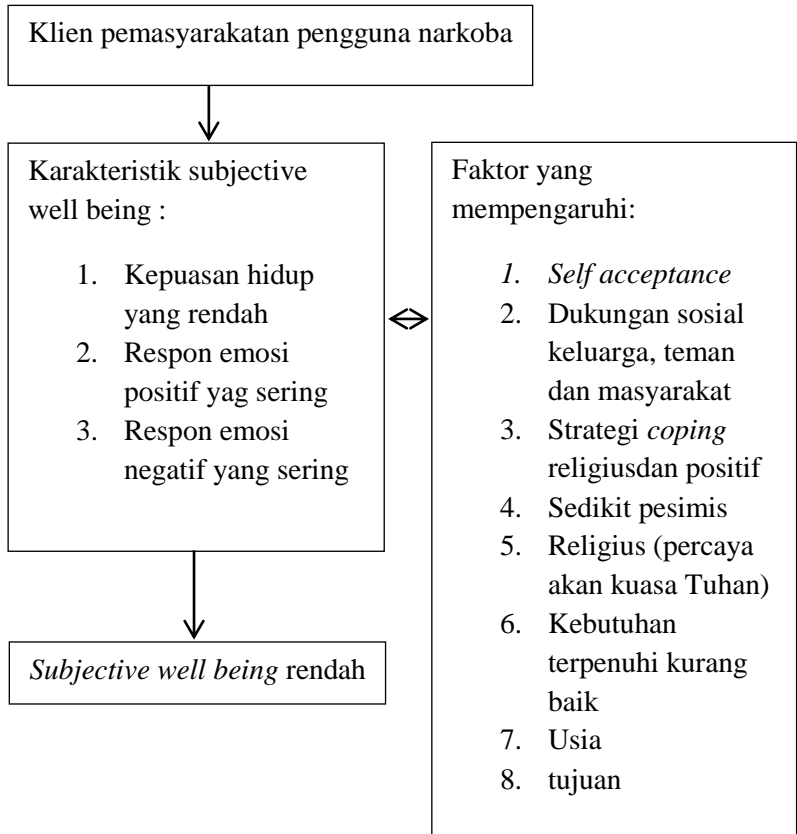 Klien pemasyarakatan pengguna narkoba
Karakteristik subjective
well being :
1. Kepuasan hidup
yang rendah
2. Respon emosi
positif yag sering
3. Respon emosi
negatif yang sering
Faktor yang
mempengaruhi:
1. Self acceptance
2. Dukungan sosial
keluarga, teman
dan masyarakat
3. Strategi coping
religiusdan positif
4. Sedikit pesimis
5. Religius (percaya
akan kuasa Tuhan)
6. Kebutuhan
terpenuhi kurang
baik
7. Usia
8. tujuan
Subjective well being rendah